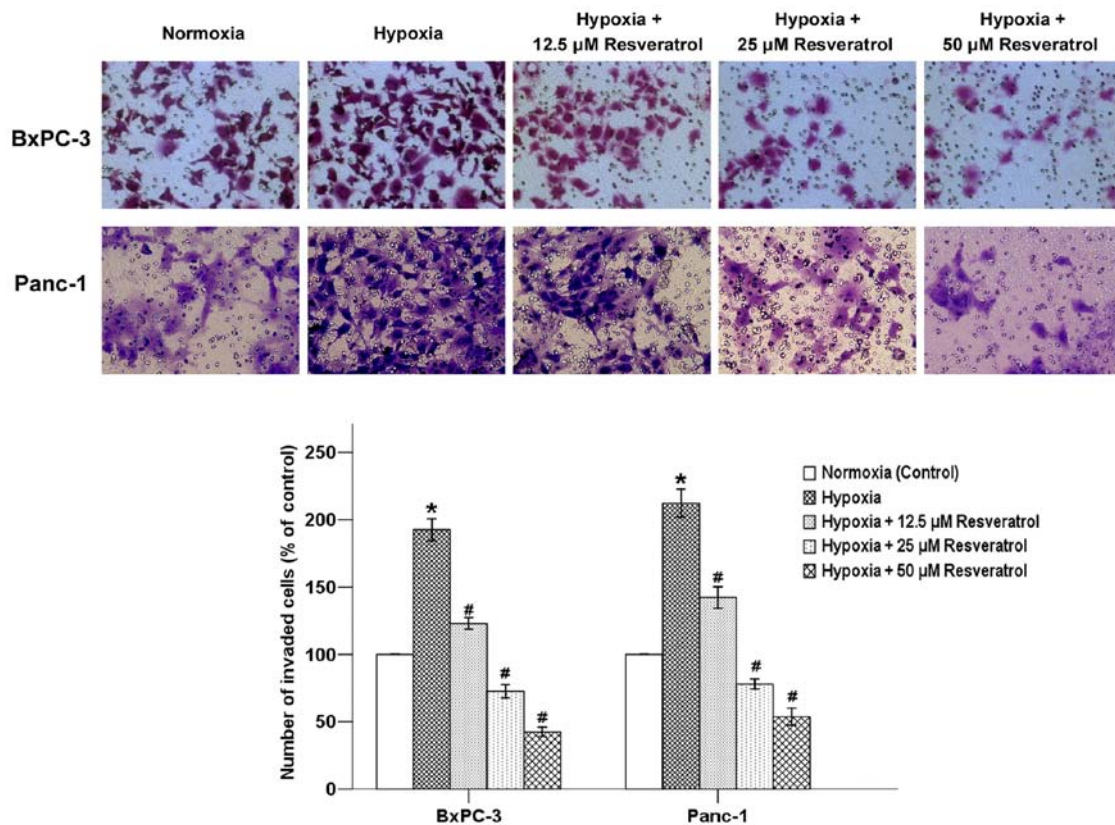 Normoxia
Hypoxia
Hypoxia +
12.5 µM Resveratrol
Hypoxia +
25 µM Resveratrol
Hypoxia +
50 µM Resveratrol
BxPC-3
Panc-1
Number of invaded cells (% of control)
250
200
150
100
50
0
*
#
#
#
*
#
#
#
BxPC-3
Panc-1
Normoxia (Control)
Hypoxia
Hypoxia + 12.5 µM Resveratrol
Hypoxia + 25 µM Resveratrol
Hypoxia + 50 µM Resveratrol